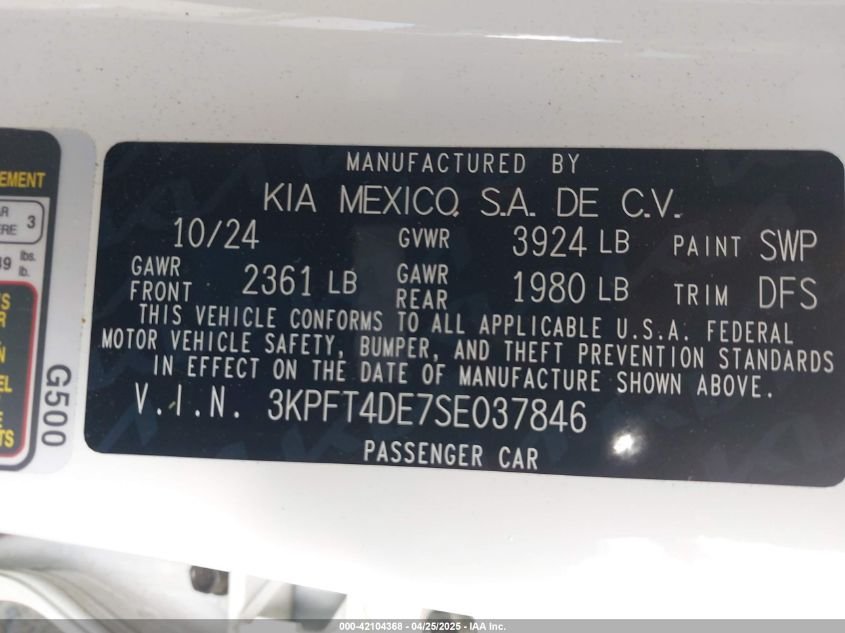 EMENT
3
ERE
lbs.
lb.
G500
MANUFACTURED BY
KIA MEXICO, S.A. DE C.V.
10/24 GVWR 3924 LB PAINT SWP
GAWR FRONT 2361 LB GAWR REAR 1980 LB TRIM DFS
THIS VEHICLE CONFORMS TO ALL APPLICABLE U.S.A. FEDERAL
MOTOR VEHICLE SAFETY, BUMPER, AND THEFT PREVENTION STANDARDS
IN EFFECT ON THE DATE OF MANUFACTURE SHOWN ABOVE.
V.I.N. 3KPFT4DE7SE037846
PASSENGER CAR
000-42104368 - 04/25/2025 - IAA Inc.